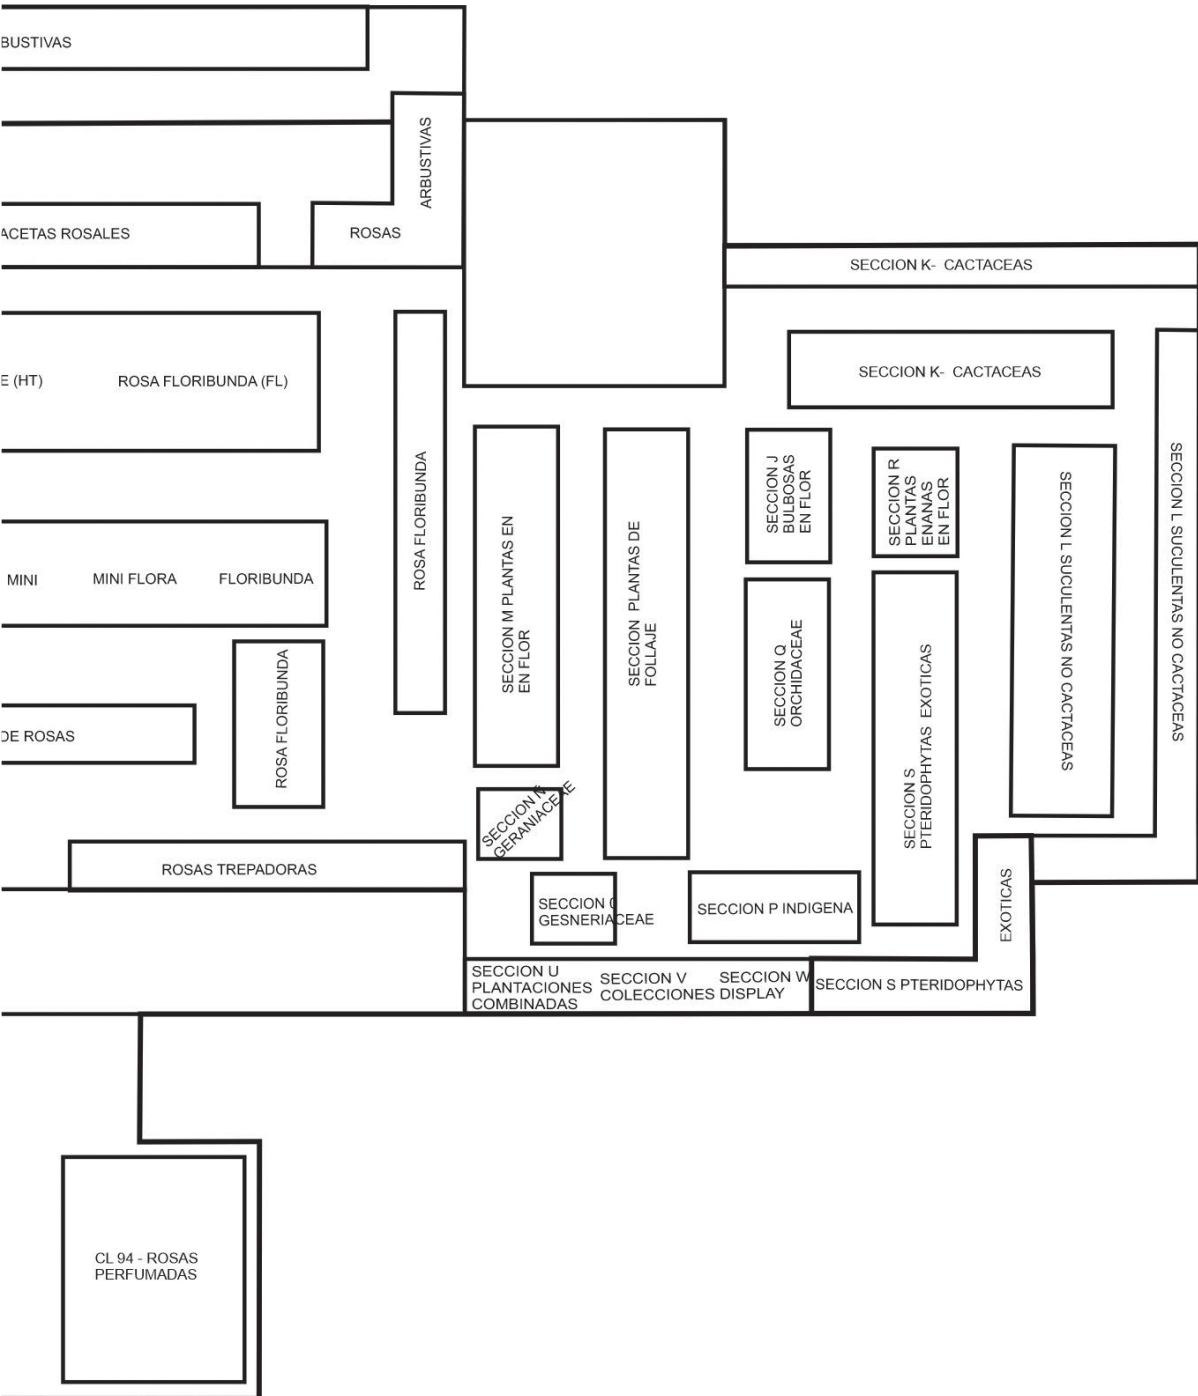 BUSTIVAS
ARBUSTIVAS
ACETAS ROSALES
ROSAS
SECCION K- CACTACEAS
E (HT)
ROSA FLORIBUNDA (FL)
SECCION K- CACTACEAS
ROSA FLORIBUNDA
SECCION M PLANTAS EN
EN FLOR
SECCION PLANTAS DE
FOLLAJE
SECCION J
BULBOSAS
EN FLOR
SECCION R
PLANTAS
ENANAS
EN FLOR
SECCION L SUCULENTAS NO CACTACEAS
SECCION L SUCULENTAS NO CACTACEAS
MINI
MINI FLORA
FLORIBUNDA
ROSA FLORIBUNDA
SECCION Q
ORCHIDACEAE
SECCION S
PTERIDOPHYTAS EXOTICAS
DE ROSAS
SECCION N
GERANIACEAE
ROSAS TREPADORAS
SECCION O
GESNERIACEAE
SECCION P INDIGENA
EXOTICAS
SECCION U
PLANTACIONES
COMBINADAS
SECCION V
COLECCIONES
SECCION W
DISPLAY
SECCION S PTERIDOPHYTAS
CL 94 - ROSAS
PERFUMADAS